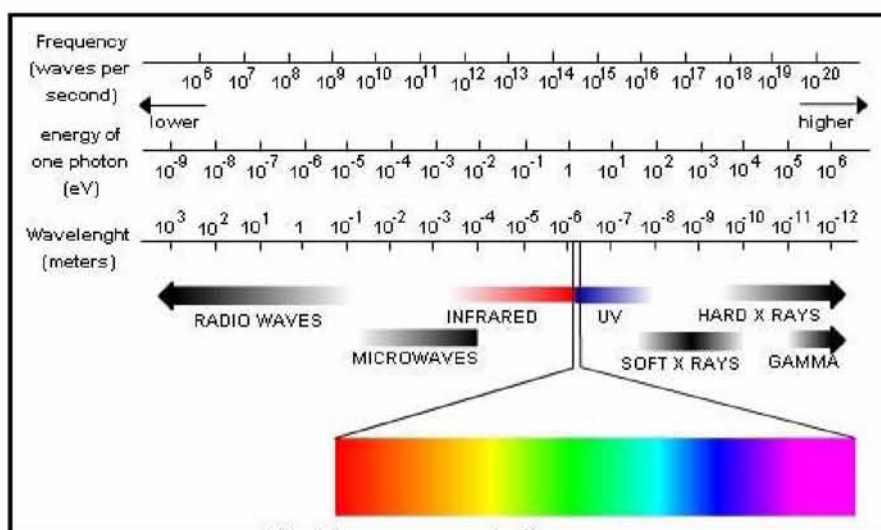 Frequency
(waves per
second)
10^6 10^7 10^8 10^9 10^10 10^11 10^12 10^13 10^14 10^15 10^16 10^17 10^18 10^19 10^20
lower higher
energy of
one photon
(eV)
10^-9 10^-8 10^-7 10^-6 10^-5 10^-4 10^-3 10^-2 10^-1 1 10^1 10^2 10^3 10^4 10^5 10^6
Wavelenght
(meters)
10^3 10^2 10^1 1 10^-1 10^-2 10^-3 10^-4 10^-5 10^-6 10^-7 10^-8 10^-9 10^-10 10^-11 10^-12
RADIO WAVES INFRARED UV HARD X RAYS
MICROWAVES SOFT X RAYS GAMMA